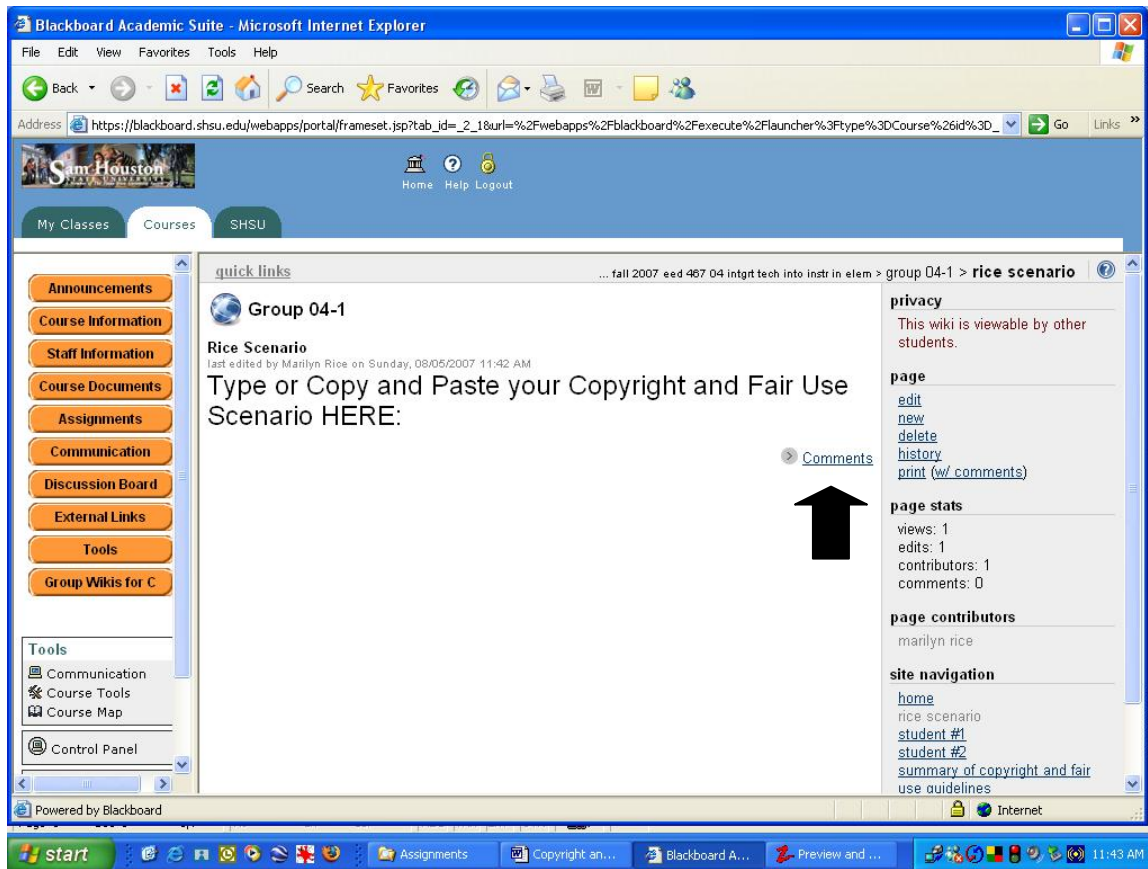 Blackboard Academic Suite - Microsoft Internet Explorer
File Edit View Favorites Tools Help
Back Search Favorites
Address https://blackboard.shsu.edu/webapps/portal/frameset.jsp?tab_id=_2_1&url=%2Fwebapps%2Fblackboard%2Fexecute%2Flauncher%3Ftype%3DCourse%26id%3D_ Go Links »
Sam Houston
STATE UNIVERSITY
Home Help Logout
My Classes Courses SHSU
quick links
... fall 2007 eed 467 04 intgrt tech into instr in elem > group 04-1 > rice scenario
Announcements
Course Information
Staff Information
Course Documents
Assignments
Communication
Discussion Board
External Links
Tools
Group Wikis for C
Tools
Communication
Course Tools
Course Map
Control Panel
Group 04-1
Rice Scenario
last edited by Marilyn Rice on Sunday, 08/05/2007 11:42 AM
Type or Copy and Paste your Copyright and Fair Use
Scenario HERE:
Comments
privacy
This wiki is viewable by other
students.
page
edit
new
delete
history
print (w/ comments)
page stats
views: 1
edits: 1
contributors: 1
comments: 0
page contributors
marilyn rice
site navigation
home
rice scenario
student #1
student #2
summary of copyright and fair
use guidelines
Powered by Blackboard
Internet
start Assignments Copyright an... Blackboard A... Preview and ... 11:43 AM